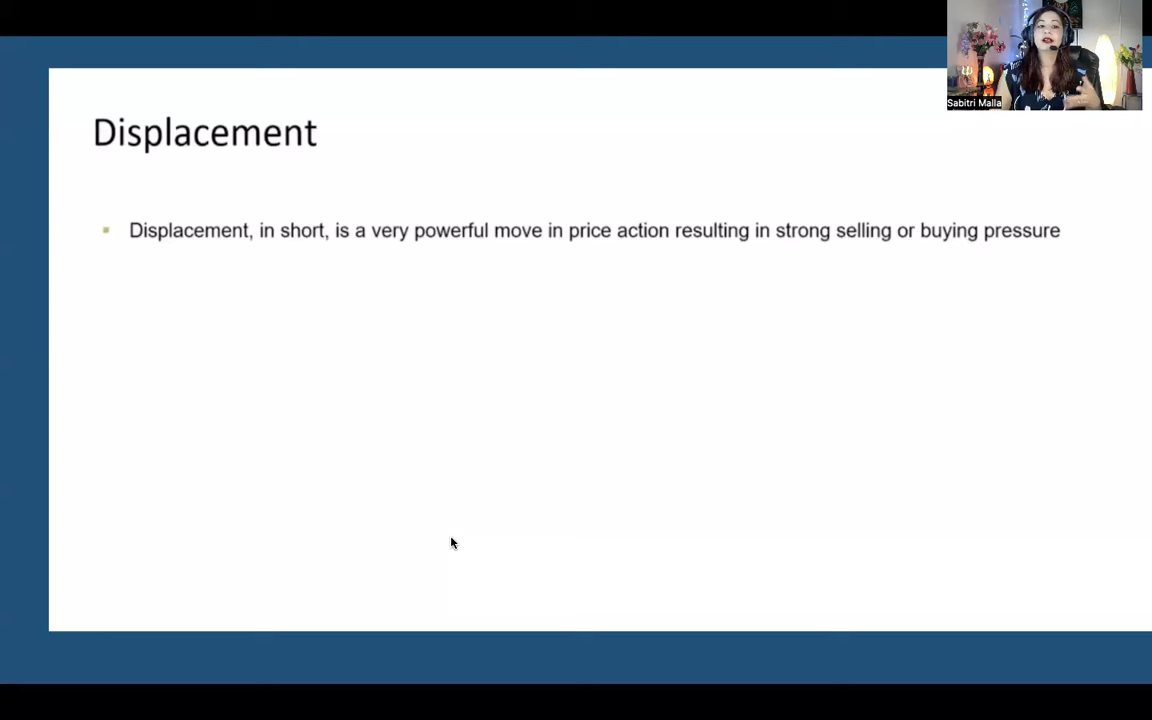 Sabitri Malla
Displacement
Displacement, in short, is a very powerful move in price action resulting in strong selling or buying pressure